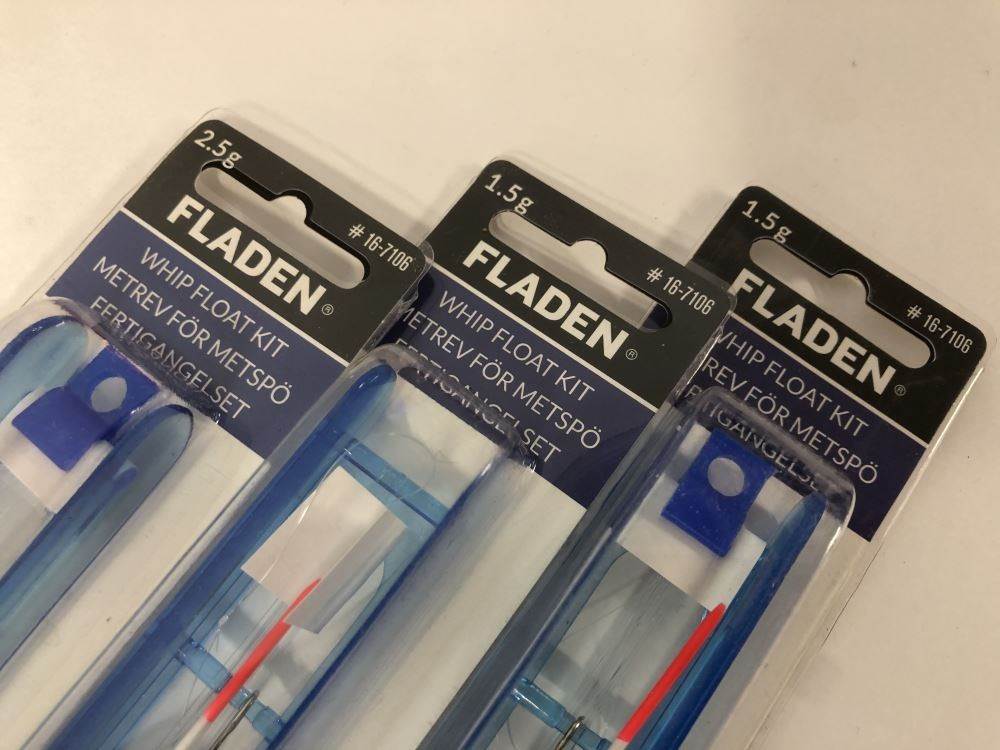 2.5g
# 16-7106
FLADEN®
WHIP FLOAT KIT
METREV FÖR METSPÖ
FERTIGANGELSET
1.5g
# 16-7106
FLADEN®
WHIP FLOAT KIT
METREV FÖR METSPÖ
FERTIGANGELSET
1.5g
# 16-7106
FLADEN®
WHIP FLOAT KIT
METREV FÖR METSPÖ
FERTIGANGELSET